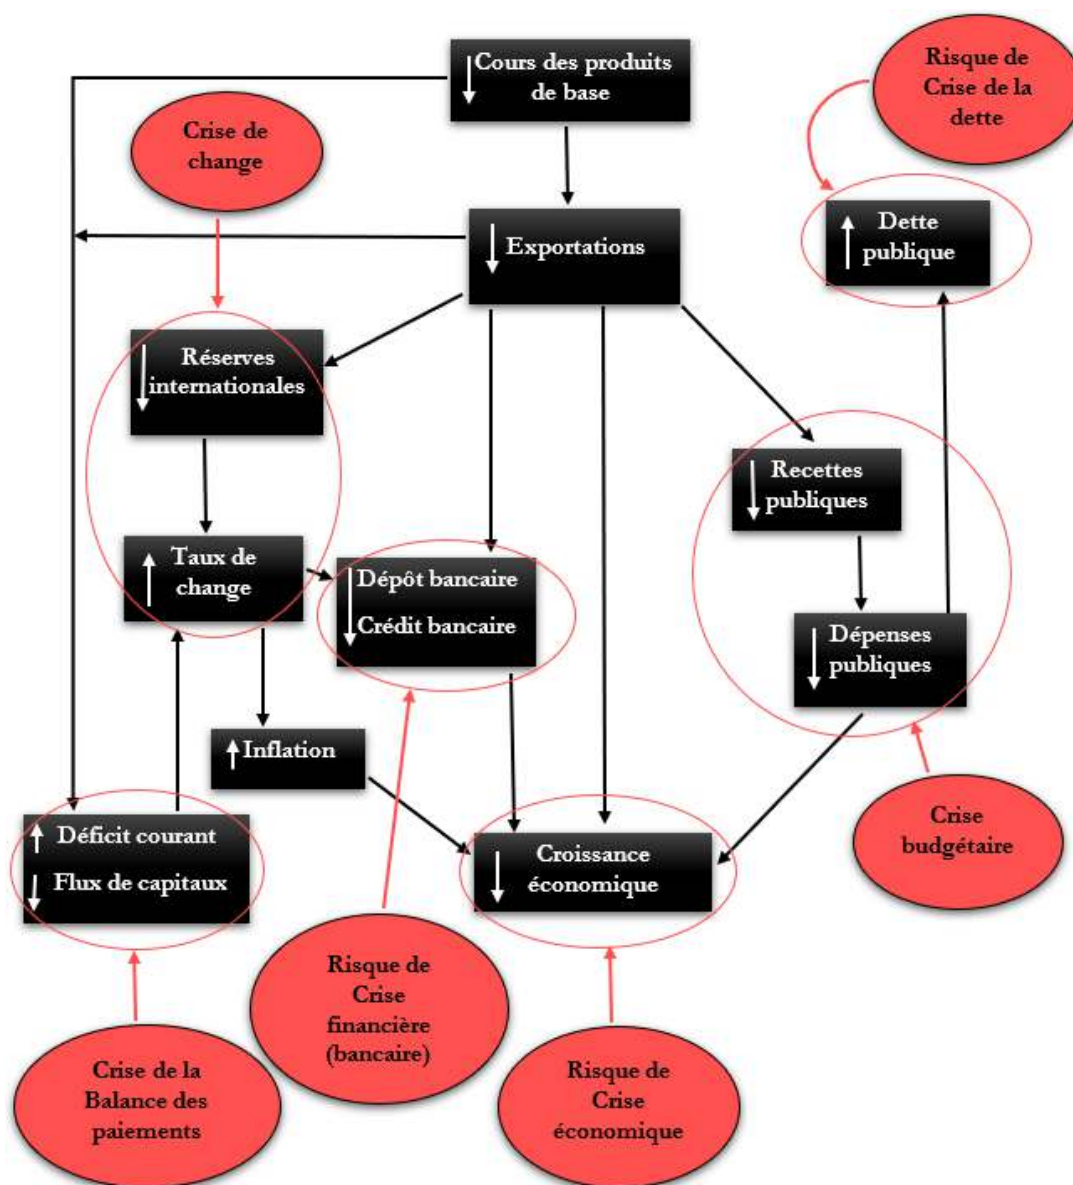 Cours des produits
de base
Risque de
Crise de la
dette
Crise de
change
Exportations
Dette
publique
Réserves
internationales
Recettes
publiques
Taux de
change
Dépôt bancaire
Crédit bancaire
Dépenses
publiques
Inflation
Déficit courant
Flux de capitaux
Croissance
économique
Crise
budgétaire
Risque de
Crise
financière
(bancaire)
Crise de la
Balance des
paiements
Risque de
Crise
économique